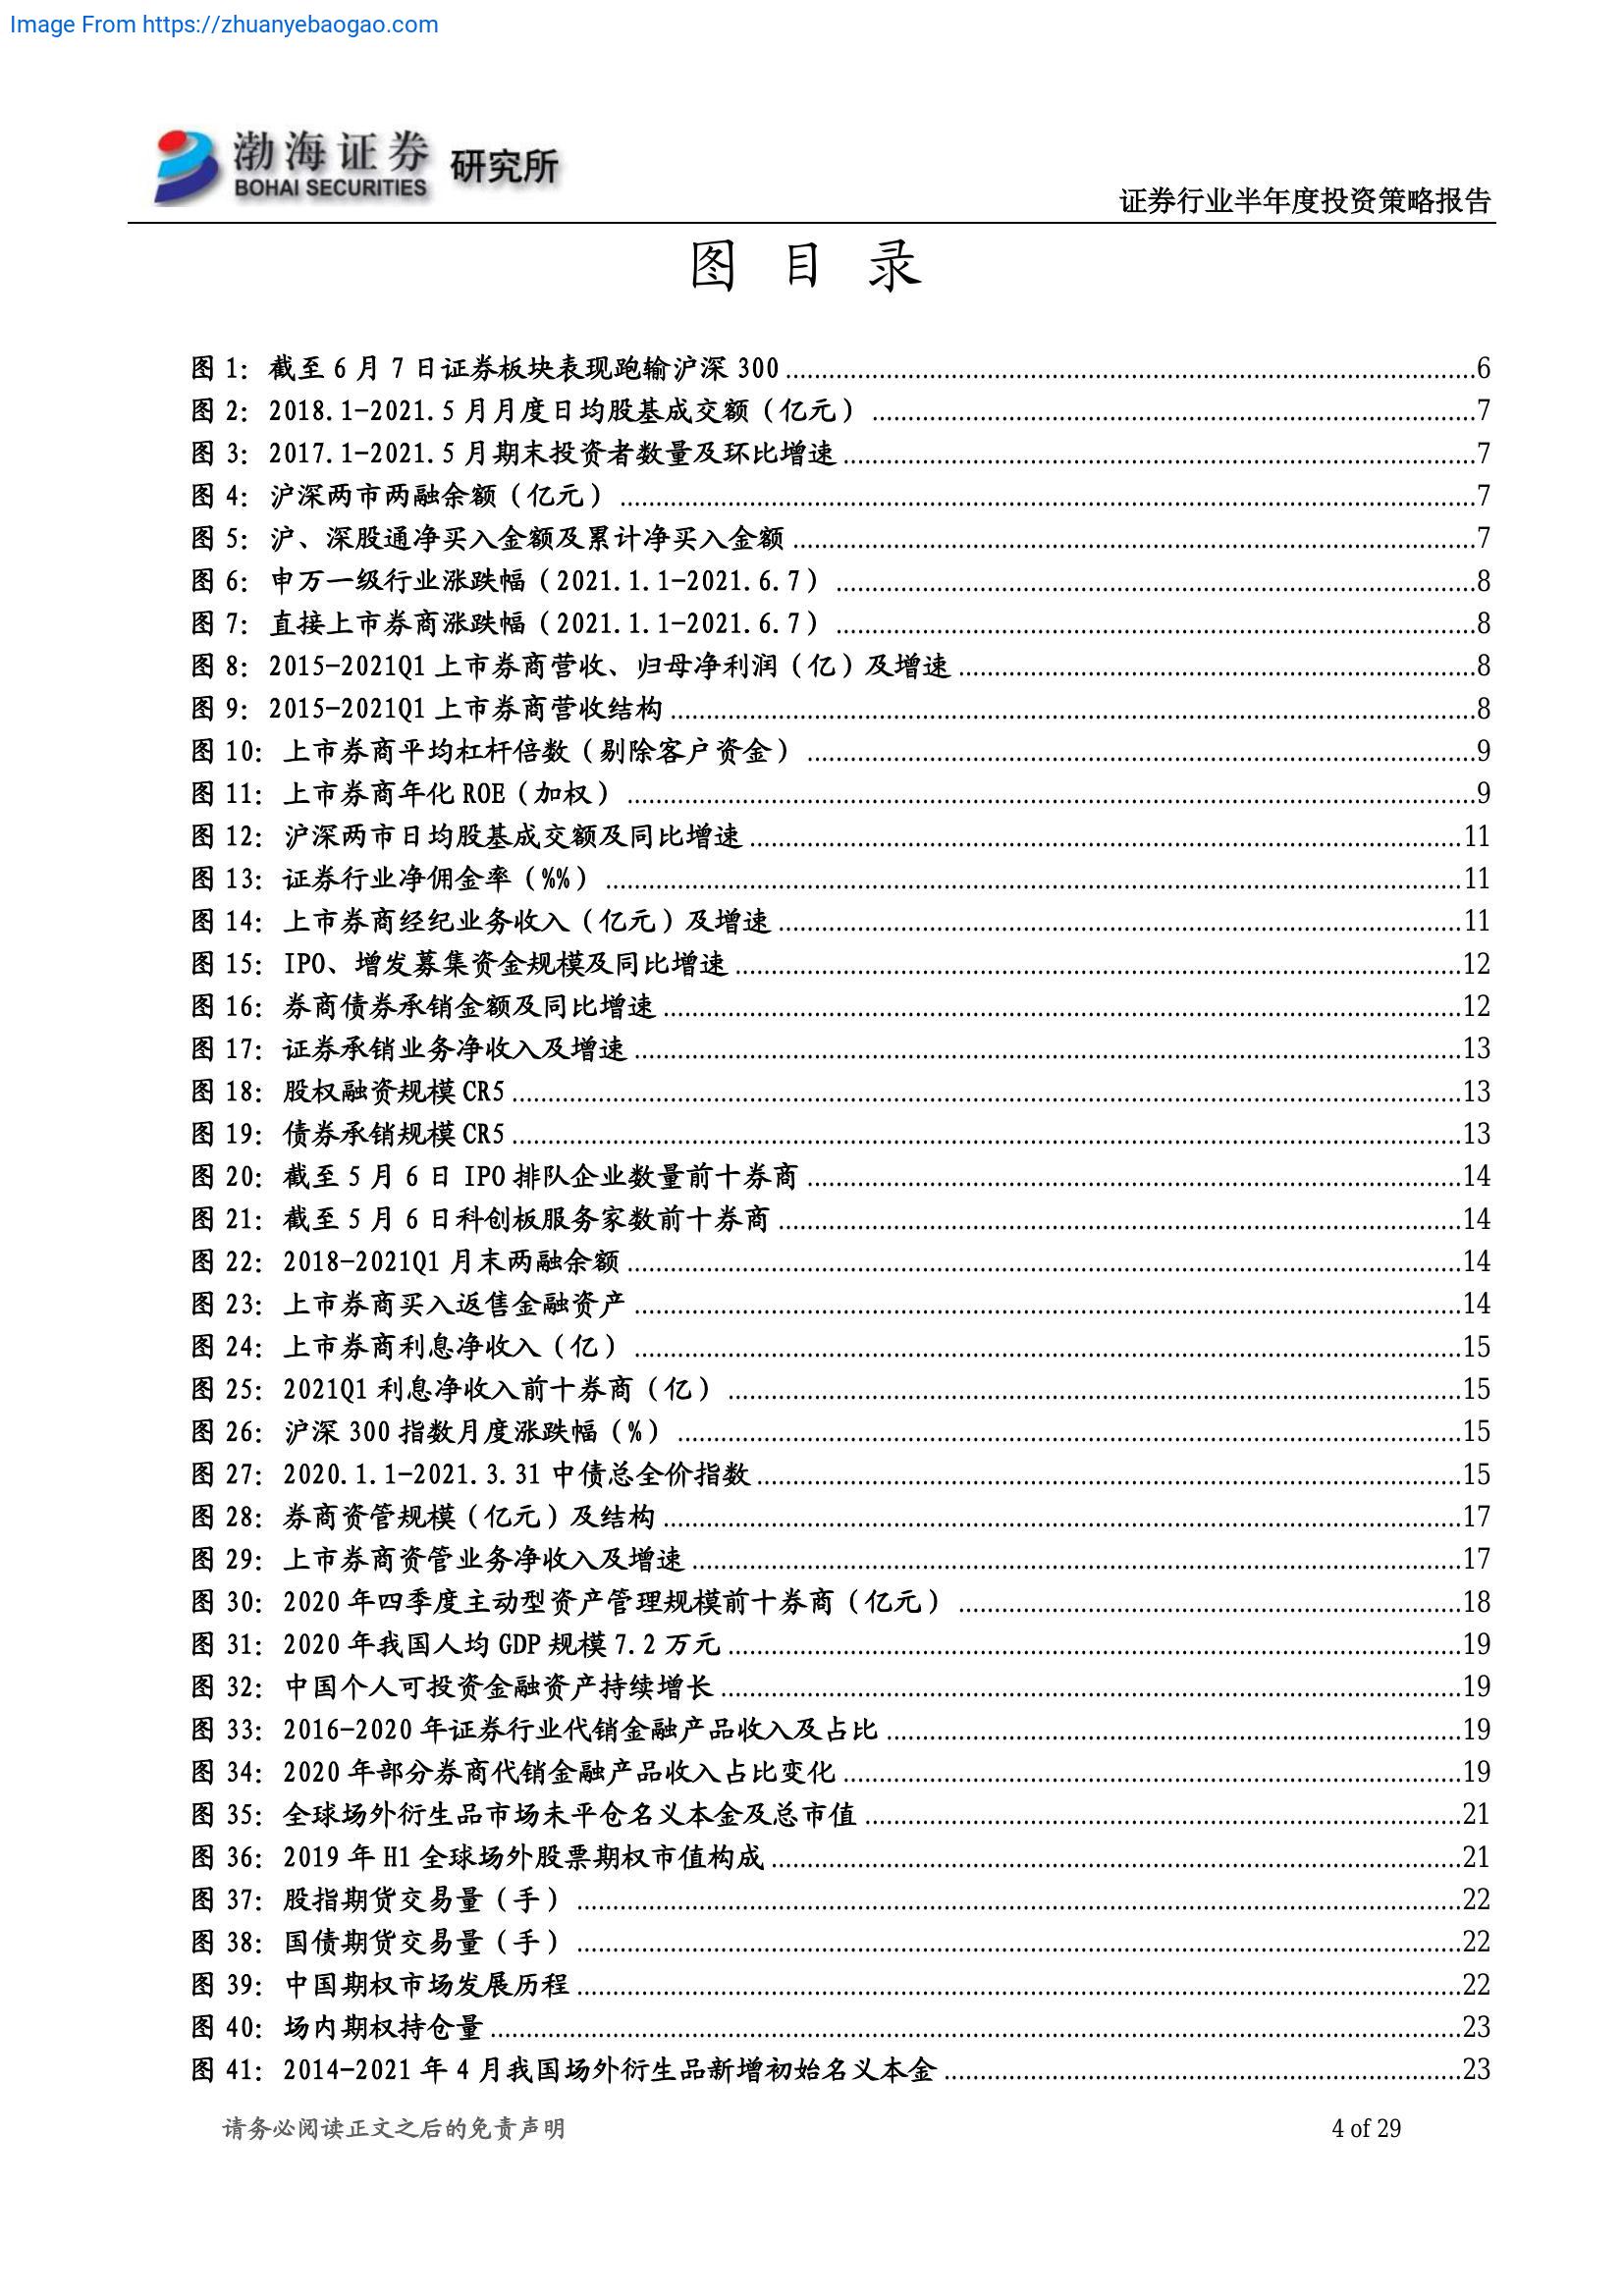 Image From https://zhuanyebaogao.com
渤海证券 研究所
BOHAI SECURITIES
证券行业半年度投资策略报告
图 目 录
图 1：截至 6 月 7 日证券板块表现跑输沪深 300 ........ 6
图 2：2018.1-2021.5 月月度日均股基成交额（亿元） ........ 7
图 3：2017.1-2021.5 月期末投资者数量及环比增速 ........ 7
图 4：沪深两市两融余额（亿元） ........ 7
图 5：沪、深股通净买入金额及累计净买入金额 ........ 7
图 6：申万一级行业涨跌幅（2021.1.1-2021.6.7） ........ 8
图 7：直接上市券商涨跌幅（2021.1.1-2021.6.7） ........ 8
图 8：2015-2021Q1 上市券商营收、归母净利润（亿）及增速 ........ 8
图 9：2015-2021Q1 上市券商营收结构 ........ 8
图 10：上市券商平均杠杆倍数（剔除客户资金） ........ 9
图 11：上市券商年化 ROE（加权） ........ 9
图 12：沪深两市日均股基成交额及同比增速 ........ 11
图 13：证券行业净佣金率（%%） ........ 11
图 14：上市券商经纪业务收入（亿元）及增速 ........ 11
图 15：IPO、增发募集资金规模及同比增速 ........ 12
图 16：券商债券承销金额及同比增速 ........ 12
图 17：证券承销业务净收入及增速 ........ 13
图 18：股权融资规模 CR5 ........ 13
图 19：债券承销规模 CR5 ........ 13
图 20：截至 5 月 6 日 IPO 排队企业数量前十券商 ........ 14
图 21：截至 5 月 6 日科创板服务家数前十券商 ........ 14
图 22：2018-2021Q1 月末两融余额 ........ 14
图 23：上市券商买入返售金融资产 ........ 14
图 24：上市券商利息净收入（亿） ........ 15
图 25：2021Q1 利息净收入前十券商（亿） ........ 15
图 26：沪深 300 指数月度涨跌幅（%） ........ 15
图 27：2020.1.1-2021.3.31 中债总全价指数 ........ 15
图 28：券商资管规模（亿元）及结构 ........ 17
图 29：上市券商资管业务净收入及增速 ........ 17
图 30：2020 年四季度主动型资产管理规模前十券商（亿元） ........ 18
图 31：2020 年我国人均 GDP 规模 7.2 万元 ........ 19
图 32：中国个人可投资金融资产持续增长 ........ 19
图 33：2016-2020 年证券行业代销金融产品收入及占比 ........ 19
图 34：2020 年部分券商代销金融产品收入占比变化 ........ 19
图 35：全球场外衍生品市场未平仓名义本金及总市值 ........ 21
图 36：2019 年 H1 全球场外股票期权市值构成 ........ 21
图 37：股指期货交易量（手） ........ 22
图 38：国债期货交易量（手） ........ 22
图 39：中国期权市场发展历程 ........ 22
图 40：场内期权持仓量 ........ 23
图 41：2014-2021 年 4 月我国场外衍生品新增初始名义本金 ........ 23
请务必阅读正文之后的免责声明 4 of 29